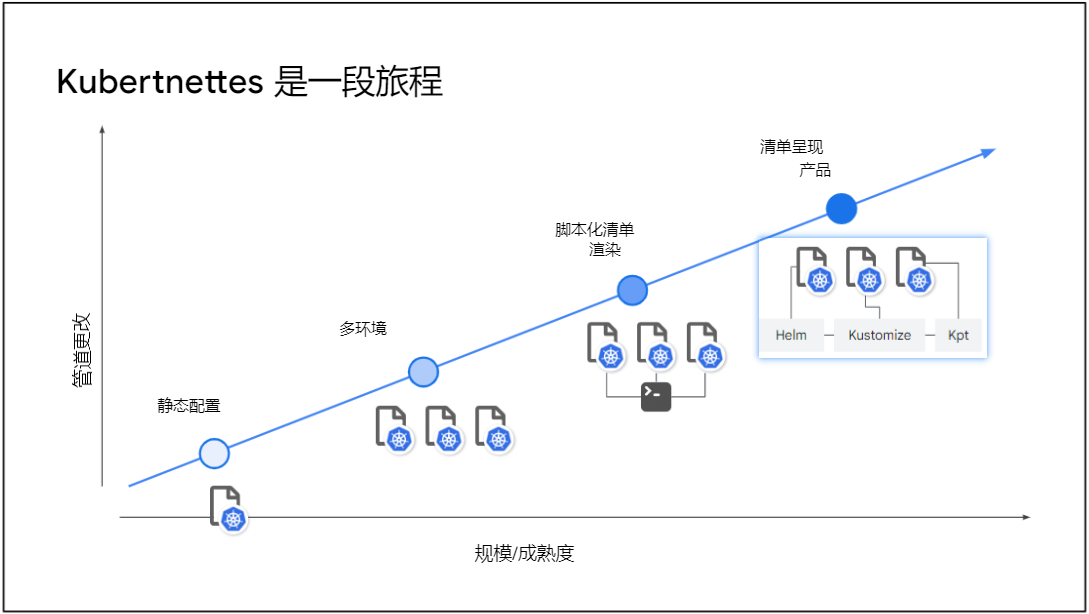 Kubertnettes 是一段旅程
清单呈现
产品
脚本化清单
渲染
多环境
静态配置
管道更改
Helm
Kustomize
Kpt
规模/成熟度